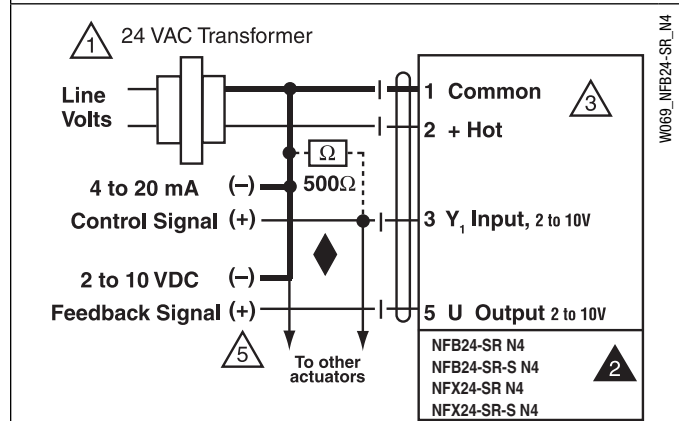 1 24 VAC Transformer
Line
Volts
1 Common
3
2 + Hot
Ω
500Ω
4 to 20 mA (–)
Control Signal (+)
3 Y1 Input, 2 to 10V
2 to 10 VDC (–)
Feedback Signal (+)
5 U Output 2 to 10V
5
To other
actuators
NFB24-SR N4
NFB24-SR-S N4
NFX24-SR N4
NFX24-SR-S N4
2
W069_NFB24-SR_N4